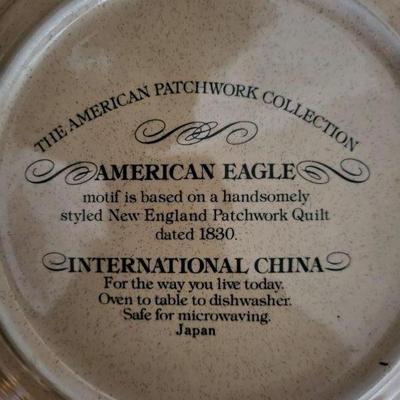 THE AMERICAN PATCHWORK COLLECTION
AMERICAN EAGLE
motif is based on a handsomely
styled New England Patchwork Quilt
dated 1830.
INTERNATIONAL CHINA
For the way you live today.
Oven to table to dishwasher.
Safe for microwaving.
Japan